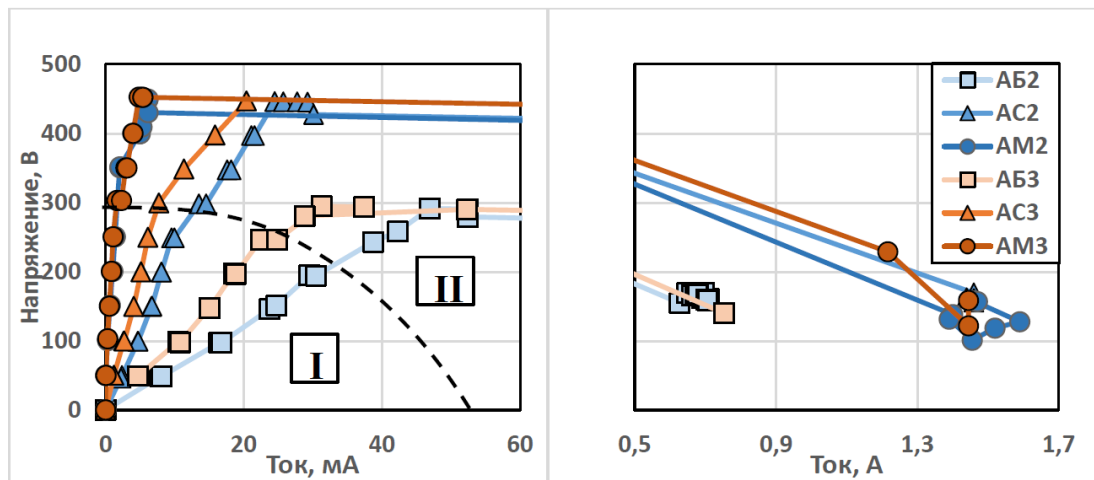 Напряжение, В
500
400
300
200
100
0
I
II
0
20
40
60
Ток, мА
АБ2
АС2
АМ2
АБ3
АС3
АМ3
0,5
0,9
1,3
1,7
Ток, А